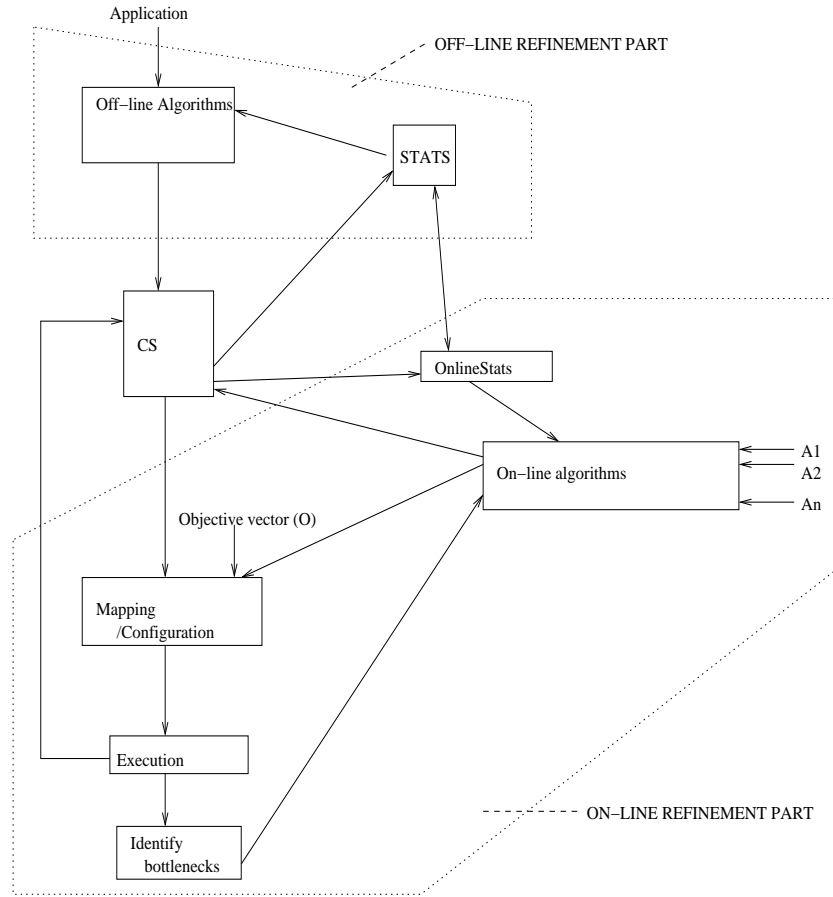 Application
OFF−LINE REFINEMENT PART
Off−line Algorithms
STATS
CS
OnlineStats
On−line algorithms
A1
A2
An
Objective vector (O)
Mapping
/Configuration
Execution
Identify
bottlenecks
ON−LINE REFINEMENT PART